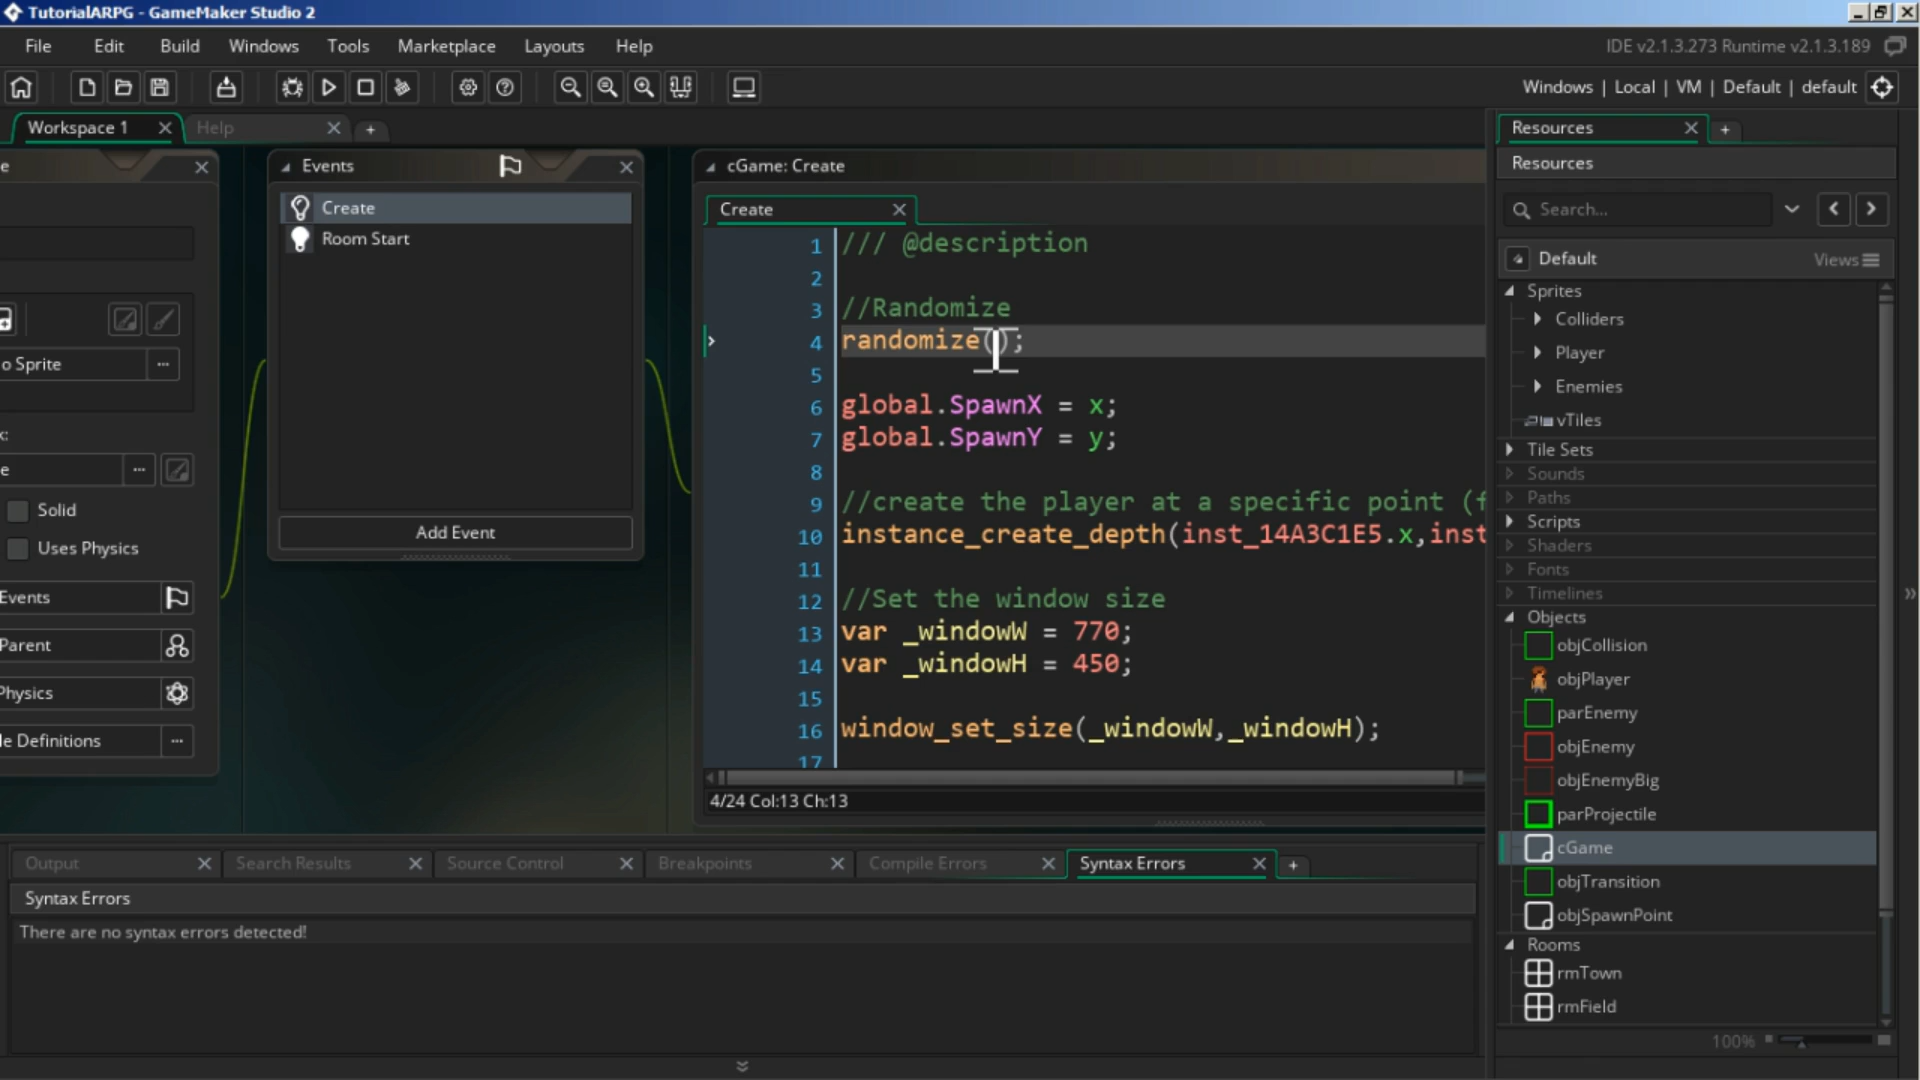 TutorialARPG - GameMaker Studio 2
File Edit Build Windows Tools Marketplace Layouts Help
IDE v2.1.3.273 Runtime v2.1.3.189
Windows | Local | VM | Default | default
Workspace 1
Help
e
o Sprite
...
k:
e
...
Solid
Uses Physics
Events
Parent
Physics
le Definitions
...
Events
Create
Room Start
Add Event
cGame: Create
Create
1 /// @description
2
3 //Randomize
4 randomize();
5
6 global.SpawnX = x;
7 global.SpawnY = y;
8
9 //create the player at a specific point (f
10 instance_create_depth(inst_14A3C1E5.x,inst
11
12 //Set the window size
13 var _windowW = 770;
14 var _windowH = 450;
15
16 window_set_size(_windowW,_windowH);
17
4/24 Col:13 Ch:13
Output
Search Results
Source Control
Breakpoints
Compile Errors
Syntax Errors
Syntax Errors
There are no syntax errors detected!
Resources
Resources
Search...
Default
Views
Sprites
Colliders
Player
Enemies
vTiles
Tile Sets
Sounds
Paths
Scripts
Shaders
Fonts
Timelines
Objects
objCollision
objPlayer
parEnemy
objEnemy
objEnemyBig
parProjectile
cGame
objTransition
objSpawnPoint
Rooms
rmTown
rmField
100%